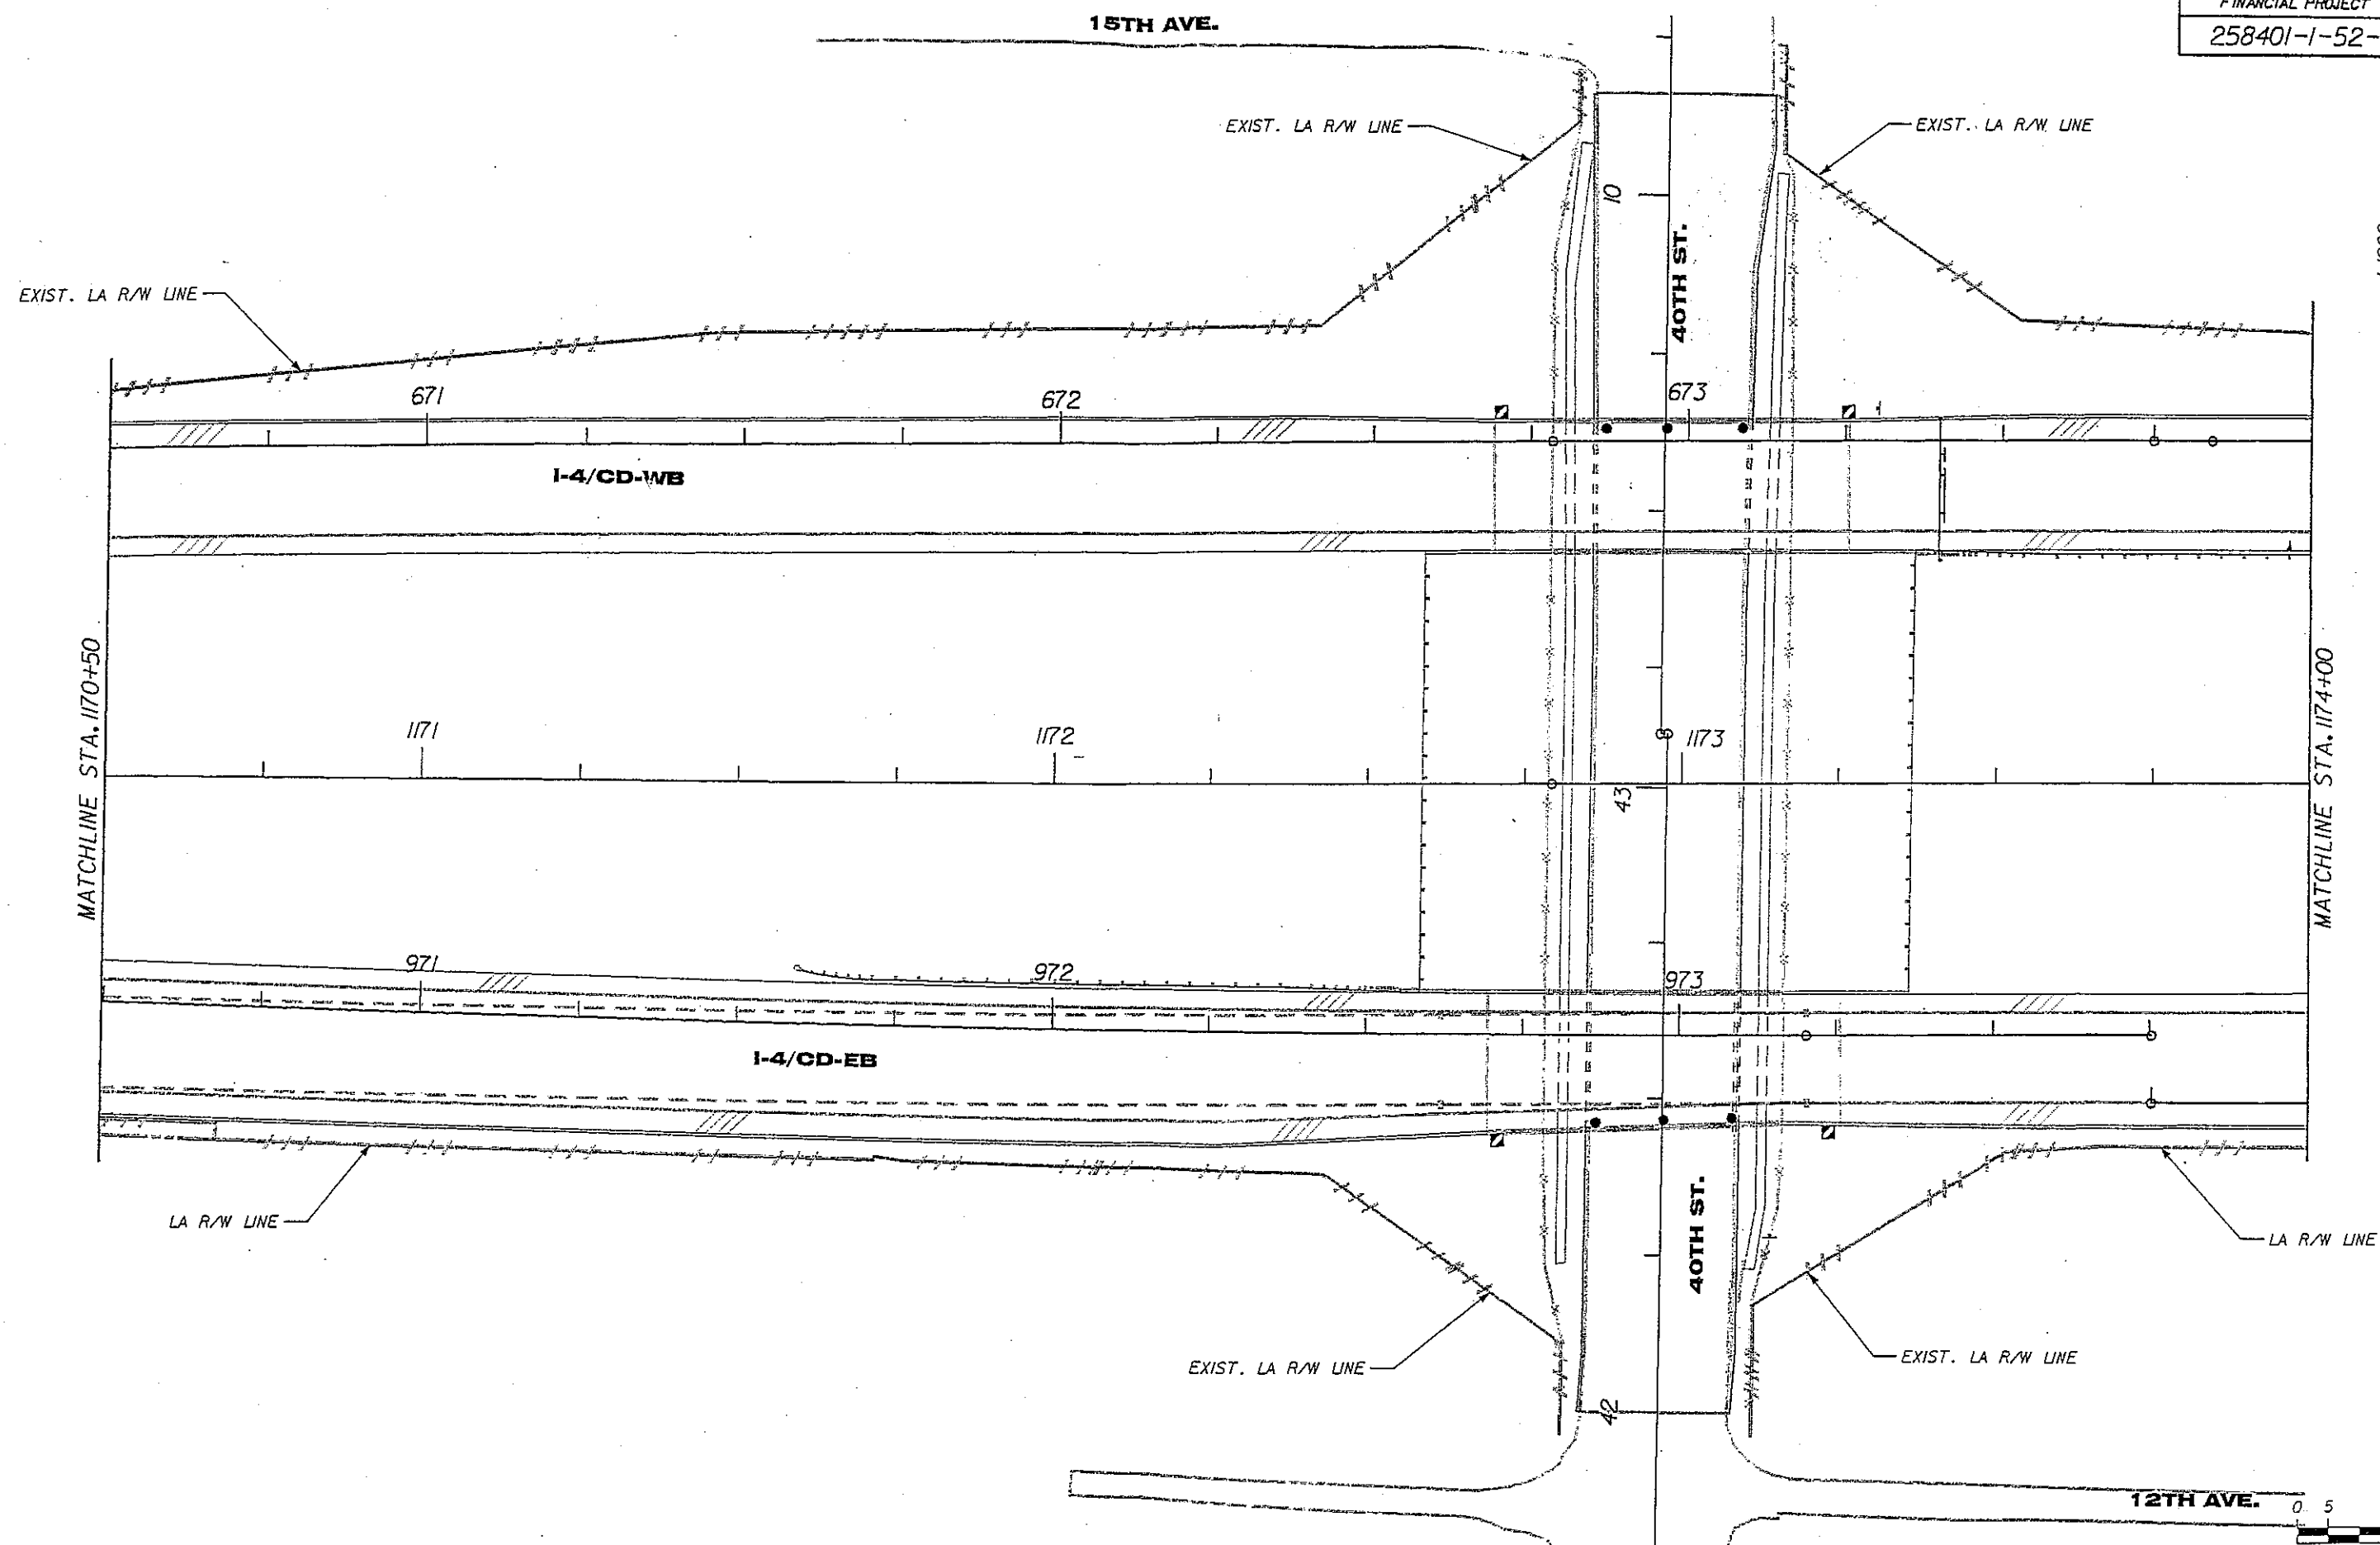 FINANCIAL PROJECT
258401-1-52-
15TH AVE.
EXIST. LA R/W LINE
EXIST. LA R/W LINE
10
40TH ST.
EXIST. LA R/W LINE
671
672
673
I-4/CD-WB
MATCHLINE STA. 1170+50
MATCHLINE STA. 1174+00
1171
1172
1173
43
971
972
973
I-4/CD-EB
LA R/W LINE
40TH ST.
LA R/W LINE
EXIST. LA R/W LINE
EXIST. LA R/W LINE
42
12TH AVE.
0 5